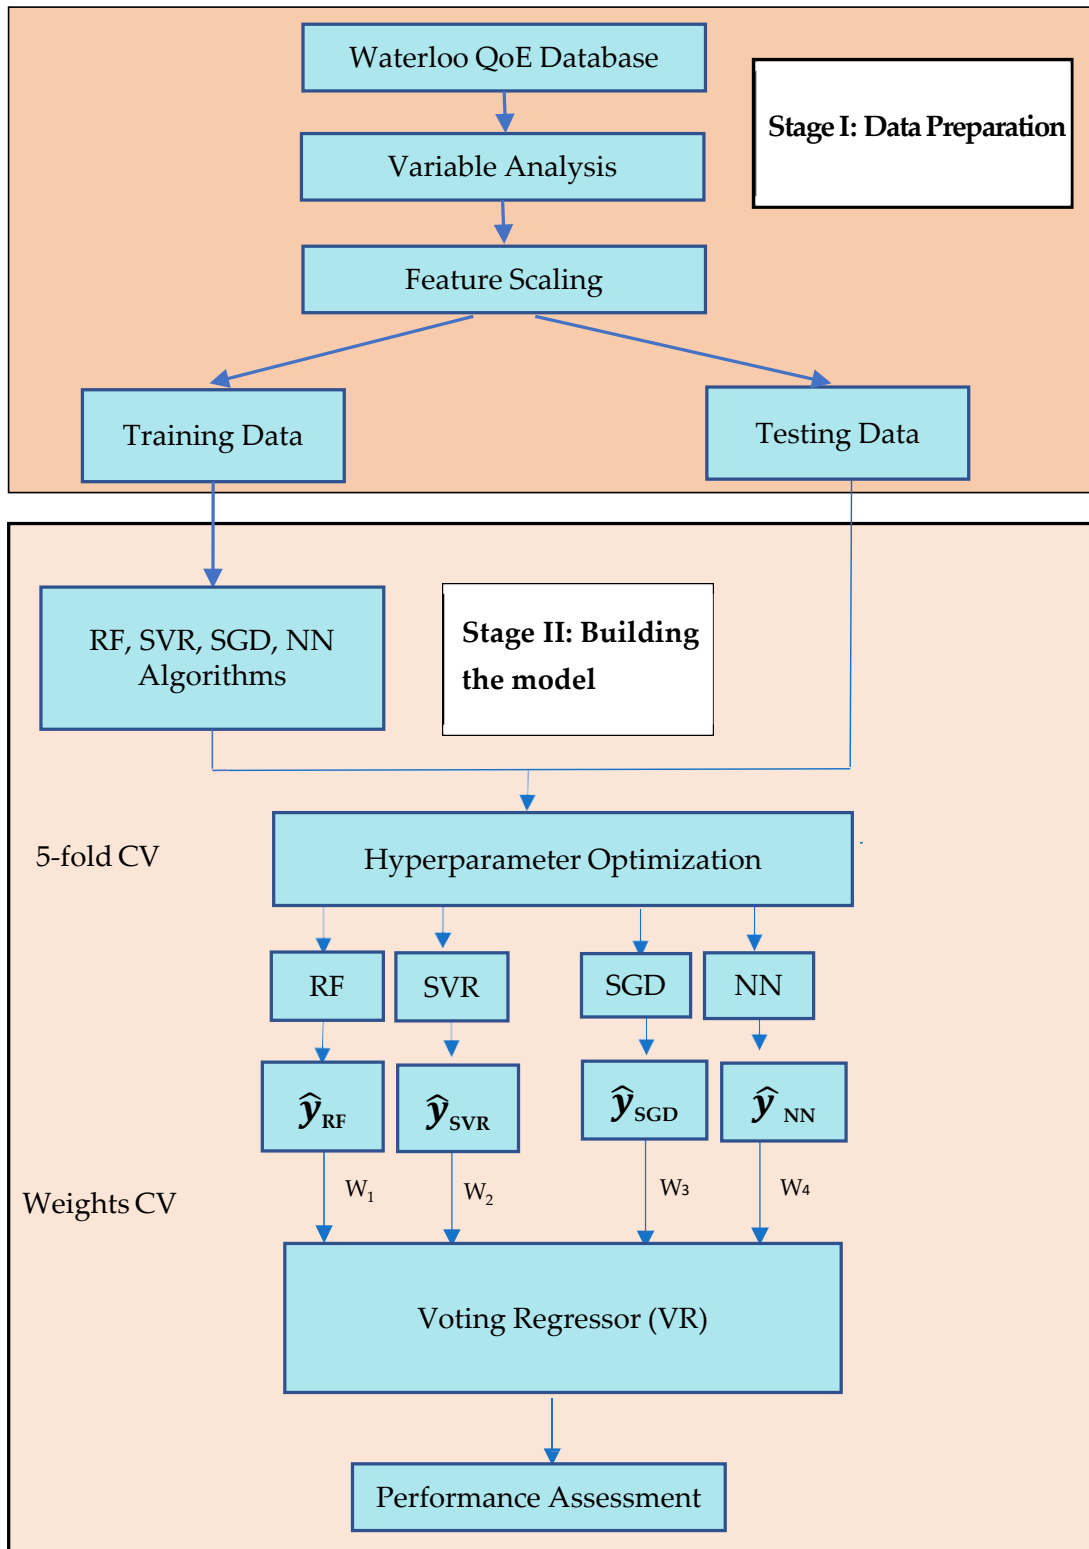 Waterloo QoE Database
Stage I: Data Preparation
Variable Analysis
Feature Scaling
Training Data
Testing Data
RF, SVR, SGD, NN
Algorithms
Stage II: Building
the model
5-fold CV
Hyperparameter Optimization
RF
SVR
SGD
NN
ŷRF
ŷSVR
ŷSGD
ŷ NN
Weights CV
W1
W2
W3
W4
Voting Regressor (VR)
Performance Assessment